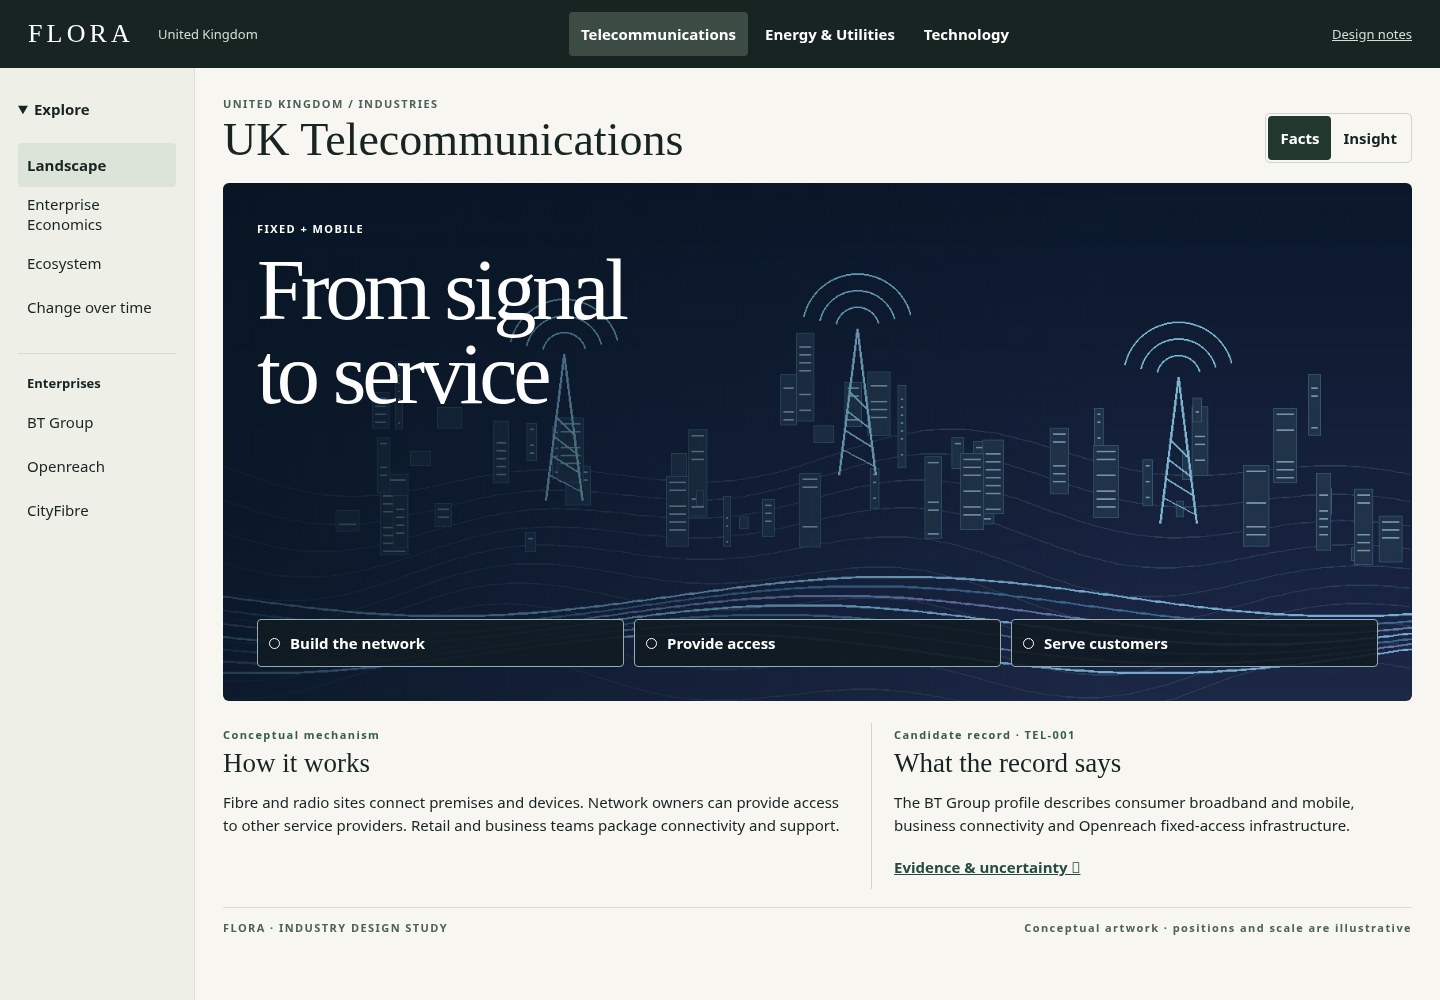 FLORA
United Kingdom
Telecommunications
Energy & Utilities
Technology
Design notes
▼ Explore
Landscape
Enterprise
Economics
Ecosystem
Change over time
Enterprises
BT Group
Openreach
CityFibre
UNITED KINGDOM / INDUSTRIES
UK Telecommunications
Facts
Insight
FIXED + MOBILE
From signal
to service
Build the network
Provide access
Serve customers
Conceptual mechanism
How it works
Fibre and radio sites connect premises and devices. Network owners can provide access
to other service providers. Retail and business teams package connectivity and support.
Candidate record · TEL-001
What the record says
The BT Group profile describes consumer broadband and mobile,
business connectivity and Openreach fixed-access infrastructure.
Evidence & uncertainty
FLORA · INDUSTRY DESIGN STUDY
Conceptual artwork · positions and scale are illustrative